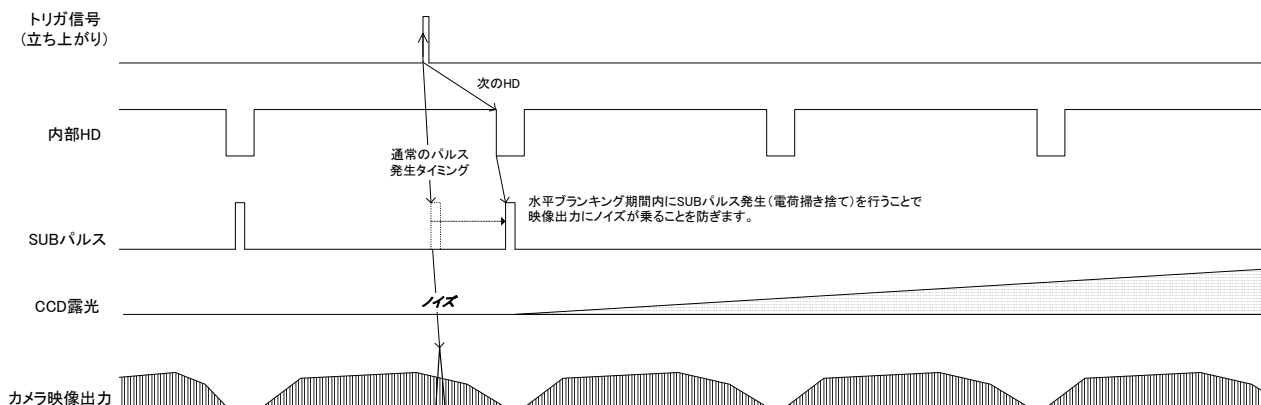 トリガ信号
(立ち上がり)
次のHD
内部HD
通常のパルス
発生タイミング
水平ブランキング期間内にSUBパルス発生(電荷掃き捨て)を行うことで
映像出力にノイズが乗ることを防ぎます。
SUBパルス
ノイズ
CCD露光
カメラ映像出力